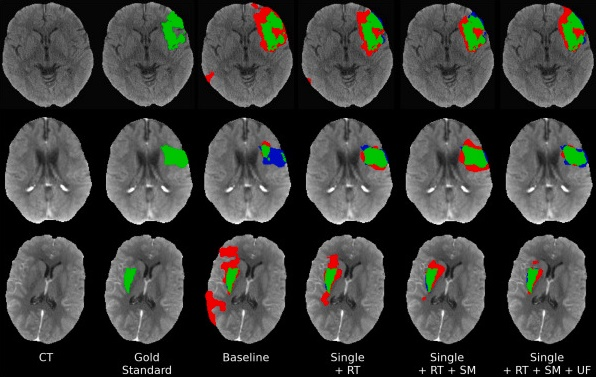 CT
Gold
Standard
Baseline
Single
+ RT
Single
+ RT + SM
Single
+ RT + SM + UF